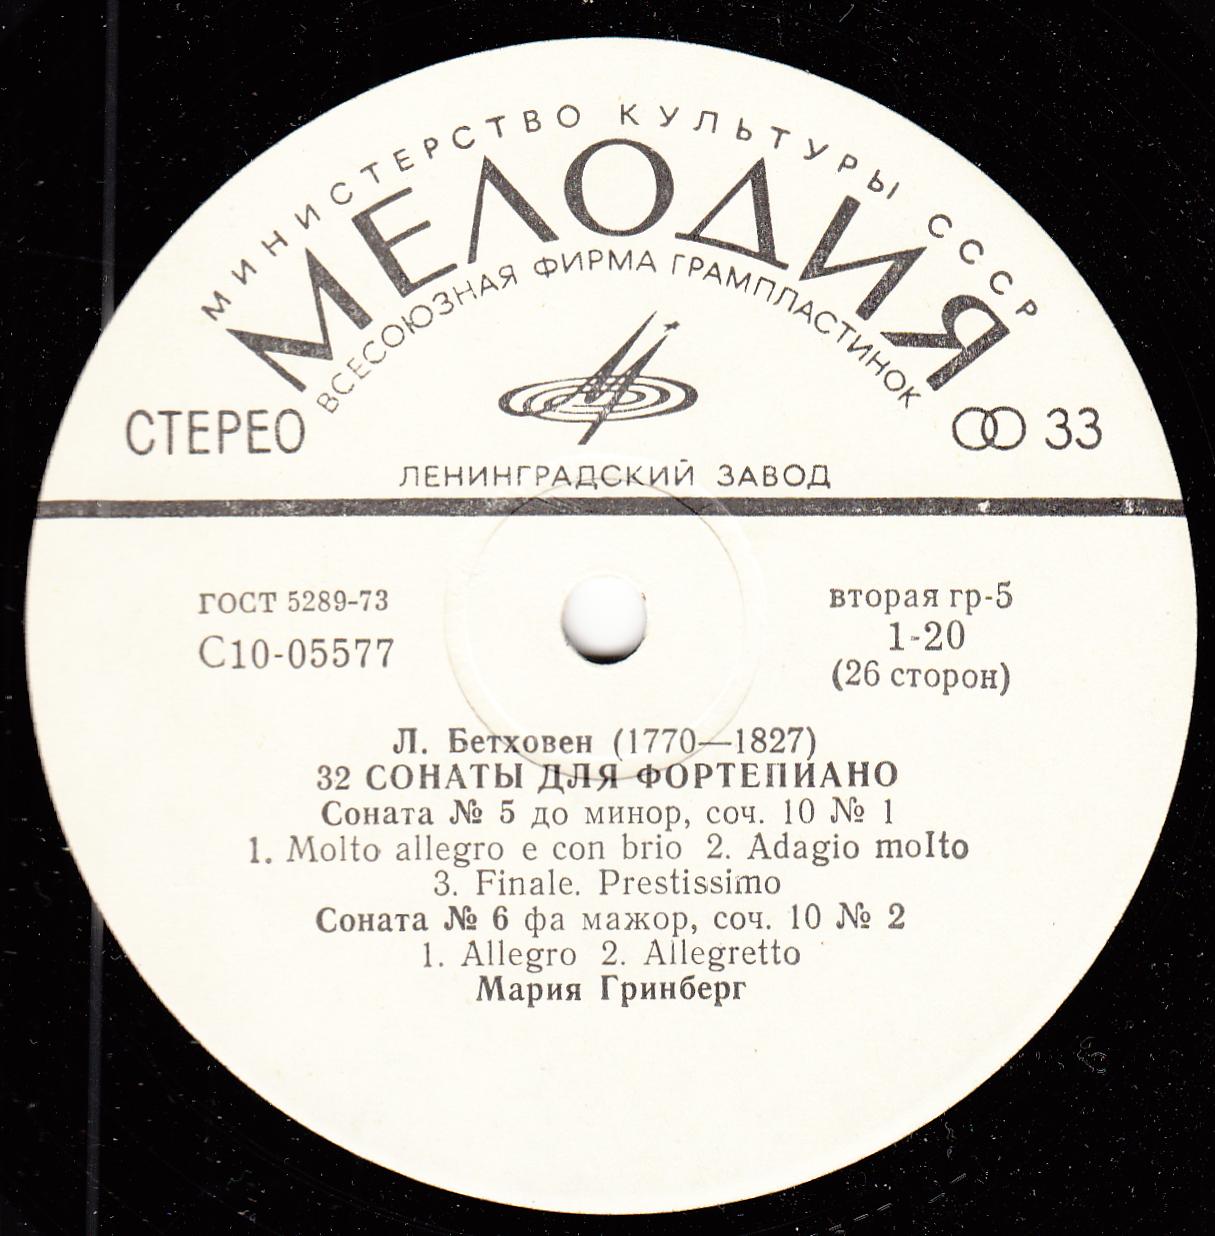 МИНИСТЕРСТВО КУЛЬТУРЫ СССР
МЕЛОДИЯ
ВСЕСОЮЗНАЯ ФИРМА ГРАМПЛАСТИНОК
СТЕРЕО
33
ЛЕНИНГРАДСКИЙ ЗАВОД
ГОСТ 5289-73
С10-05577
вторая гр-5
1-20
(26 сторон)
Л. Бетховен (1770—1827)
32 СОНАТЫ ДЛЯ ФОРТЕПИАНО
Соната № 5 до минор, соч. 10 № 1
1. Molto allegro e con brio 2. Adagio molto
3. Finale. Prestissimo
Соната № 6 фа мажор, соч. 10 № 2
1. Allegro 2. Allegretto
Мария Гринберг